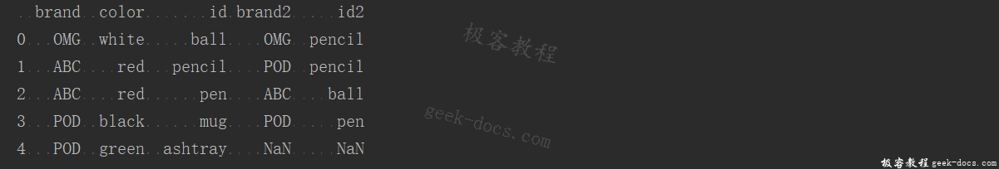 brand color id brand2 id2
0 OMG white ball OMG pencil
1 ABC red pencil POD pencil
2 ABC red pen ABC ball
3 POD black mug POD pen
4 POD green ashtray NaN NaN
极客教程
geek-docs.com
极客教程 geek-docs.com